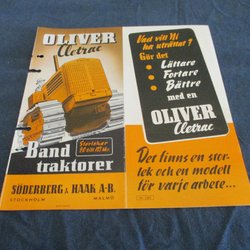 OLIVER
Cletrac
Band
traktorer
SÖDERBERG & HAAK A-B.
STOCKHOLM MALMÖ
Vad vill Ni
ha uträttat?
Gör det
Lättare
Fortare
Bättre
med en
OLIVER
Cletrac
Det finns en stor-
lek och en modell
för varje arbete...